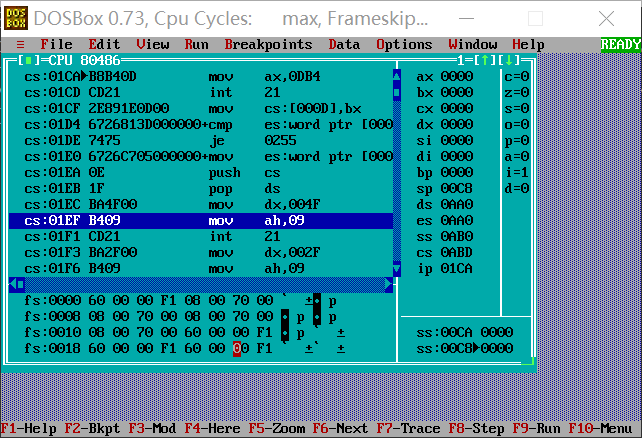 DOSBox 0.73, Cpu Cycles: max, Frameskip...
≡ File Edit View Run Breakpoints Data Options Window Help READY
[■]=CPU 80486 1=[↑][↓]
cs:01CA►B8B40D mov ax,0DB4 ax 0000 c=0
cs:01CD CD21 int 21 bx 0000 z=0
cs:01CF 2E891E0D00 mov cs:[000D],bx cx 0000 s=0
cs:01D4 6726813D000000+cmp es:word ptr [000 dx 0000 o=0
cs:01DE 7475 je 0255 si 0000 p=0
cs:01E0 6726C705000000+mov es:word ptr [000 di 0000 a=0
cs:01EA 0E push cs bp 0000 i=1
cs:01EB 1F pop ds sp 00C8 d=0
cs:01EC BA4F00 mov dx,004F ds 0AA0
cs:01EF B409 mov ah,09 es 0AA0
cs:01F1 CD21 int 21 ss 0AB0
cs:01F3 BA2F00 mov dx,002F cs 0ABD
cs:01F6 B409 mov ah,09 ip 01CA
fs:0000 60 00 00 F1 08 00 70 00 ` ±◘ p
fs:0008 08 00 70 00 08 00 70 00 ◘ p ◘ p
fs:0010 08 00 70 00 60 00 00 F1 ◘ p ` ± ss:00CA 0000
fs:0018 60 00 00 F1 60 00 00 F1 ` ±` ± ss:00C8►0000
F1-Help F2-Bkpt F3-Mod F4-Here F5-Zoom F6-Next F7-Trace F8-Step F9-Run F10-Menu